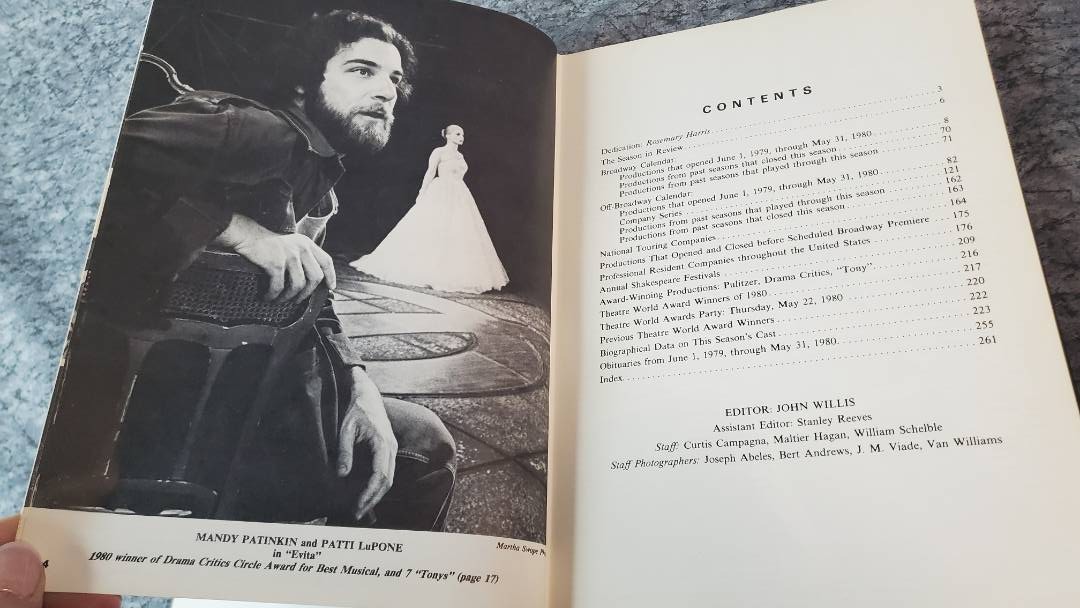 MANDY PATINKIN and PATTI LuPONE
in "Evita"
1980 winner of Drama Critics Circle Award for Best Musical, and 7 "Tonys" (page 17)
Martha Swope
4
CONTENTS
Dedication: Rosemary Harris 3
The Season in Review 6
Broadway Calendar:
Productions that opened June 1, 1979, through May 31, 1980 8
Productions from past seasons that closed this season 70
Productions from past seasons that played through this season 71
Off-Broadway Calendar:
Productions that opened June 1, 1979, through May 31, 1980 82
Company Series 121
Productions from past seasons that played through this season 162
Productions from past seasons that closed this season 163
National Touring Companies 164
Productions That Opened and Closed before Scheduled Broadway Premiere 175
Professional Resident Companies throughout the United States 176
Annual Shakespeare Festivals 209
Award-Winning Productions: Pulitzer, Drama Critics, "Tony" 216
Theatre World Award Winners of 1980 217
Theatre World Awards Party: Thursday, May 22, 1980 220
Previous Theatre World Award Winners 222
Biographical Data on This Season's Cast 223
Obituaries from June 1, 1979, through May 31, 1980 255
Index 261
EDITOR: JOHN WILLIS
Assistant Editor: Stanley Reeves
Staff: Curtis Campagna, Maltier Hagan, William Schelble
Staff Photographers: Joseph Abeles, Bert Andrews, J. M. Viade, Van Williams